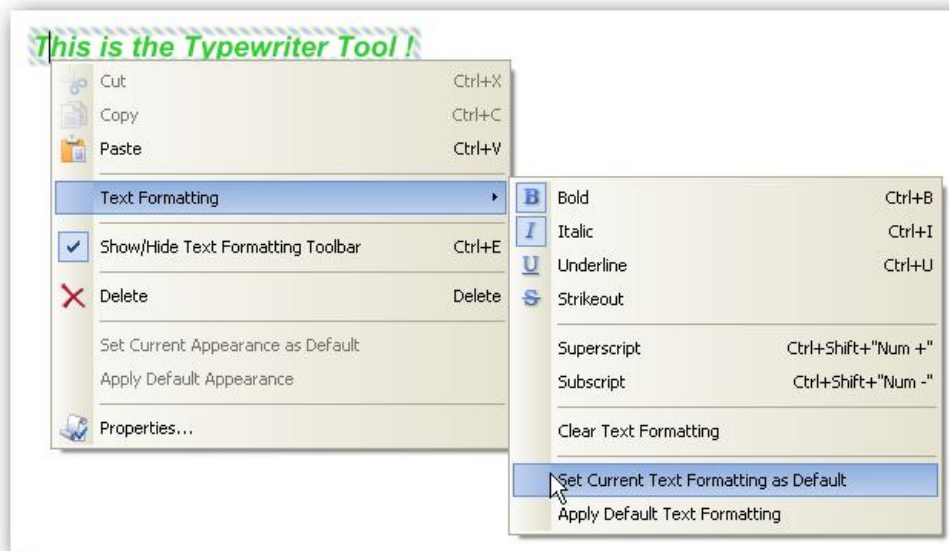 This is the Typewriter Tool !
Cut Ctrl+X
Copy Ctrl+C
Paste Ctrl+V
Text Formatting
Show/Hide Text Formatting Toolbar Ctrl+E
Delete Delete
Set Current Appearance as Default
Apply Default Appearance
Properties...
B Bold Ctrl+B
I Italic Ctrl+I
U Underline Ctrl+U
S Strikeout
Superscript Ctrl+Shift+"Num +"
Subscript Ctrl+Shift+"Num -"
Clear Text Formatting
Set Current Text Formatting as Default
Apply Default Text Formatting